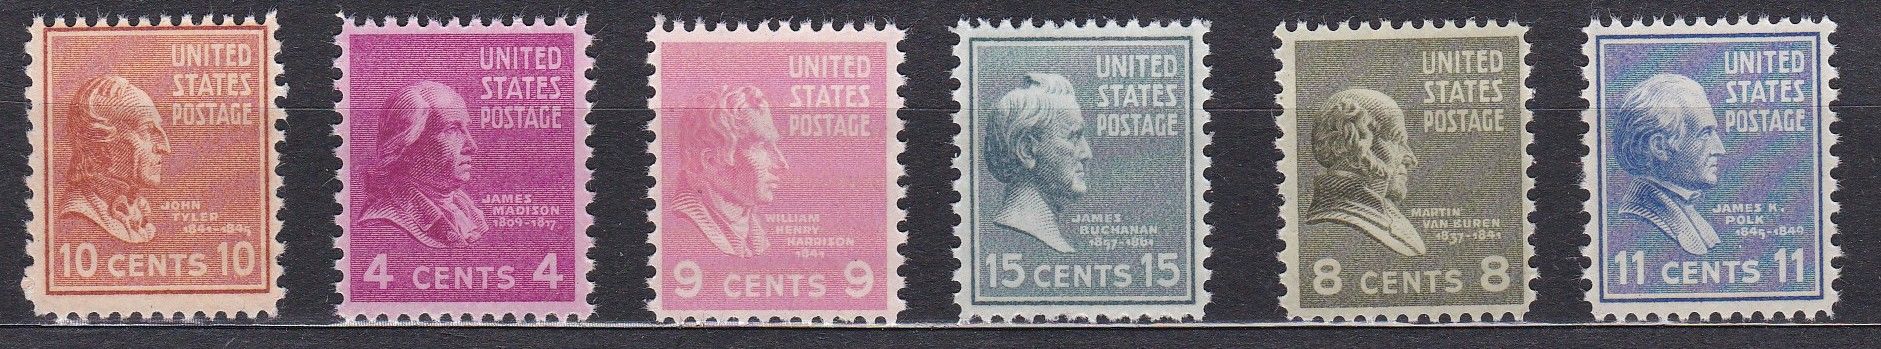 UNITED
STATES
POSTAGE
JOHN
TYLER
1841-1845
10 CENTS 10
UNITED
STATES
POSTAGE
JAMES
MADISON
1809-1817
4 CENTS 4
UNITED
STATES
POSTAGE
WILLIAM
HENRY
HARRISON
1841
9 CENTS 9
UNITED
STATES
POSTAGE
JAMES
BUCHANAN
1857-1861
15 CENTS 15
UNITED
STATES
POSTAGE
MARTIN
VAN BUREN
1837-1841
8 CENTS 8
UNITED
STATES
POSTAGE
JAMES K.
POLK
1845-1849
11 CENTS 11